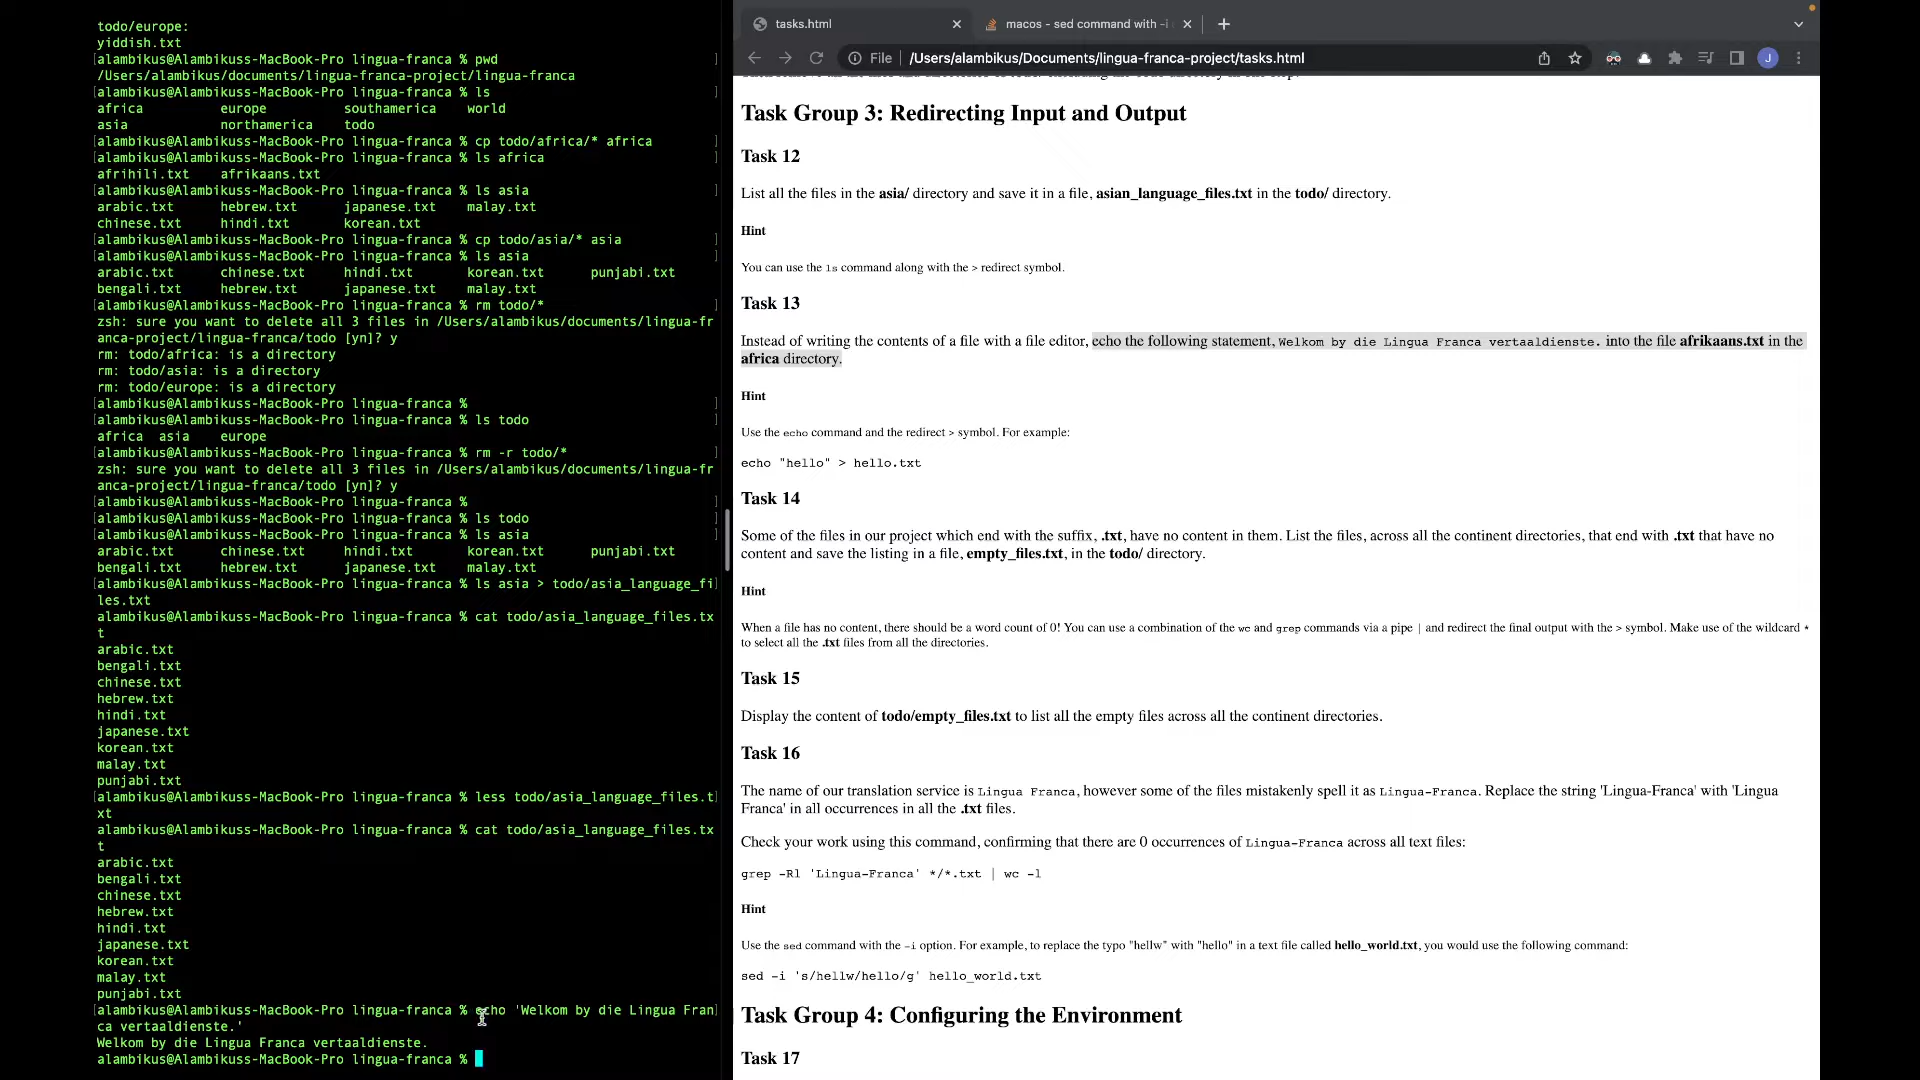 todo/europe:
yiddish.txt
[alambikus@Alambikuss-MacBook-Pro lingua-franca % pwd ]
/Users/alambikus/documents/lingua-franca-project/lingua-franca
[alambikus@Alambikuss-MacBook-Pro lingua-franca % ls ]
africa europe southamerica world
asia northamerica todo
[alambikus@Alambikuss-MacBook-Pro lingua-franca % cp todo/africa/* africa ]
[alambikus@Alambikuss-MacBook-Pro lingua-franca % ls africa ]
afrihili.txt afrikaans.txt
[alambikus@Alambikuss-MacBook-Pro lingua-franca % ls asia ]
arabic.txt hebrew.txt japanese.txt malay.txt
chinese.txt hindi.txt korean.txt
[alambikus@Alambikuss-MacBook-Pro lingua-franca % cp todo/asia/* asia ]
[alambikus@Alambikuss-MacBook-Pro lingua-franca % ls asia ]
arabic.txt chinese.txt hindi.txt korean.txt punjabi.txt
bengali.txt hebrew.txt japanese.txt malay.txt
[alambikus@Alambikuss-MacBook-Pro lingua-franca % rm todo/* ]
zsh: sure you want to delete all 3 files in /Users/alambikus/documents/lingua-fr
anca-project/lingua-franca/todo [yn]? y
rm: todo/africa: is a directory
rm: todo/asia: is a directory
rm: todo/europe: is a directory
[alambikus@Alambikuss-MacBook-Pro lingua-franca % ]
[alambikus@Alambikuss-MacBook-Pro lingua-franca % ls todo ]
africa asia europe
[alambikus@Alambikuss-MacBook-Pro lingua-franca % rm -r todo/* ]
zsh: sure you want to delete all 3 files in /Users/alambikus/documents/lingua-fr
anca-project/lingua-franca/todo [yn]? y
[alambikus@Alambikuss-MacBook-Pro lingua-franca % ]
[alambikus@Alambikuss-MacBook-Pro lingua-franca % ls todo ]
[alambikus@Alambikuss-MacBook-Pro lingua-franca % ls asia ]
arabic.txt chinese.txt hindi.txt korean.txt punjabi.txt
bengali.txt hebrew.txt japanese.txt malay.txt
[alambikus@Alambikuss-MacBook-Pro lingua-franca % ls asia > todo/asia_language_fi]
les.txt
alambikus@Alambikuss-MacBook-Pro lingua-franca % cat todo/asia_language_files.tx
t
arabic.txt
bengali.txt
chinese.txt
hebrew.txt
hindi.txt
japanese.txt
korean.txt
malay.txt
punjabi.txt
[alambikus@Alambikuss-MacBook-Pro lingua-franca % less todo/asia_language_files.t]
xt
alambikus@Alambikuss-MacBook-Pro lingua-franca % cat todo/asia_language_files.tx
t
arabic.txt
bengali.txt
chinese.txt
hebrew.txt
hindi.txt
japanese.txt
korean.txt
malay.txt
punjabi.txt
[alambikus@Alambikuss-MacBook-Pro lingua-franca % echo 'Welkom by die Lingua Fran]
ca vertaaldienste.'
Welkom by die Lingua Franca vertaaldienste.
alambikus@Alambikuss-MacBook-Pro lingua-franca %
tasks.html
macos - sed command with -i
File | /Users/alambikus/Documents/lingua-franca-project/tasks.html
J
Task Group 3: Redirecting Input and Output
Task 12
List all the files in the asia/ directory and save it in a file, asian_language_files.txt in the todo/ directory.
Hint
You can use the ls command along with the > redirect symbol.
Task 13
Instead of writing the contents of a file with a file editor, echo the following statement, Welkom by die Lingua Franca vertaaldienste. into the file afrikaans.txt in the
africa directory.
Hint
Use the echo command and the redirect > symbol. For example:
echo "hello" > hello.txt
Task 14
Some of the files in our project which end with the suffix, .txt, have no content in them. List the files, across all the continent directories, that end with .txt that have no
content and save the listing in a file, empty_files.txt, in the todo/ directory.
Hint
When a file has no content, there should be a word count of 0! You can use a combination of the wc and grep commands via a pipe | and redirect the final output with the > symbol. Make use of the wildcard *
to select all the .txt files from all the directories.
Task 15
Display the content of todo/empty_files.txt to list all the empty files across all the continent directories.
Task 16
The name of our translation service is Lingua Franca, however some of the files mistakenly spell it as Lingua-Franca. Replace the string 'Lingua-Franca' with 'Lingua
Franca' in all occurrences in all the .txt files.
Check your work using this command, confirming that there are 0 occurrences of Lingua-Franca across all text files:
grep -Rl 'Lingua-Franca' */*.txt | wc -l
Hint
Use the sed command with the -i option. For example, to replace the typo "hellw" with "hello" in a text file called hello_world.txt, you would use the following command:
sed -i 's/hellw/hello/g' hello_world.txt
Task Group 4: Configuring the Environment
Task 17